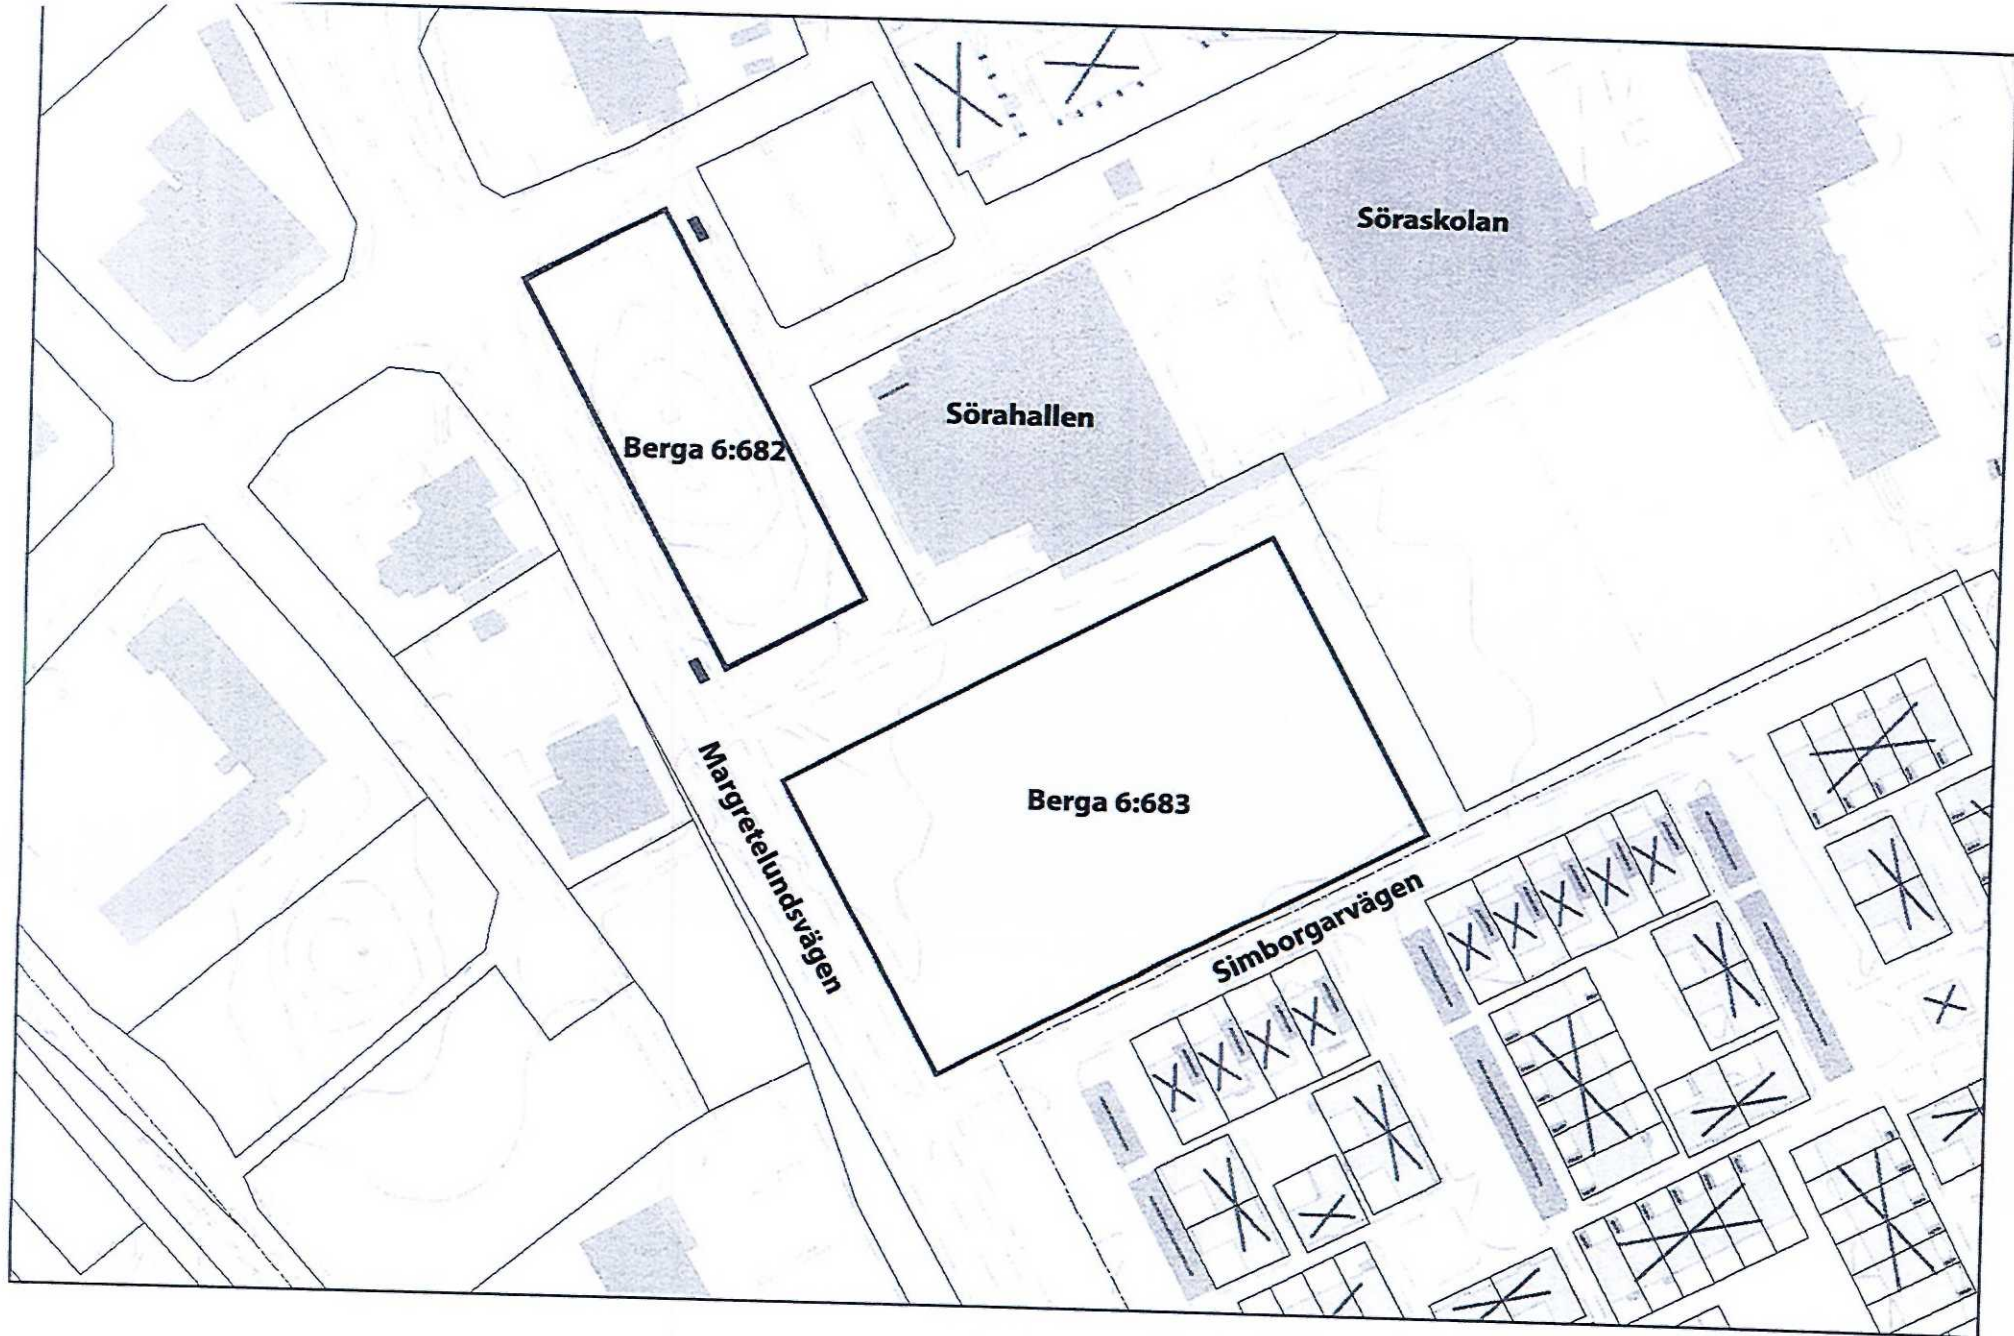 Söraskolan
Sörahallen
Berga 6:682
Berga 6:683
Margretelundsvägen
Simborgarvägen